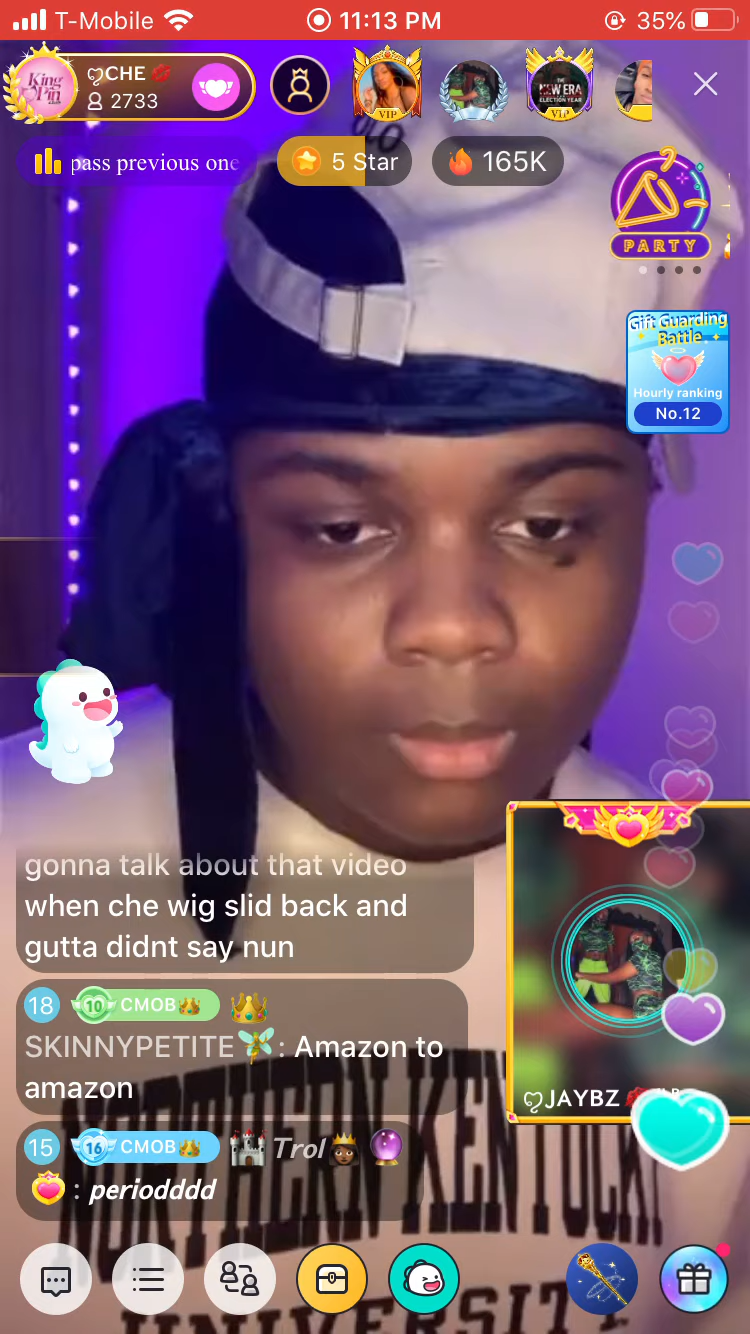 T-Mobile 11:13 PM 35%
King Pin
ღCHE💋
2733
VIP
THE NEW ERA ELECTION YEAR
VIP
pass previous one
5 Star
165K
PARTY
Gift Guarding
Battle
Hourly ranking
No.12
gonna talk about that video
when che wig slid back and
gutta didnt say nun
18 10 CMOB👑
SKINNYPETITE🧚: Amazon to
amazon
15 16 CMOB👑 🏰Trol👸🏿🔮
: periodddd
ღJAYBZ
NORTHERN KENTUCKY
UNIVERSITY